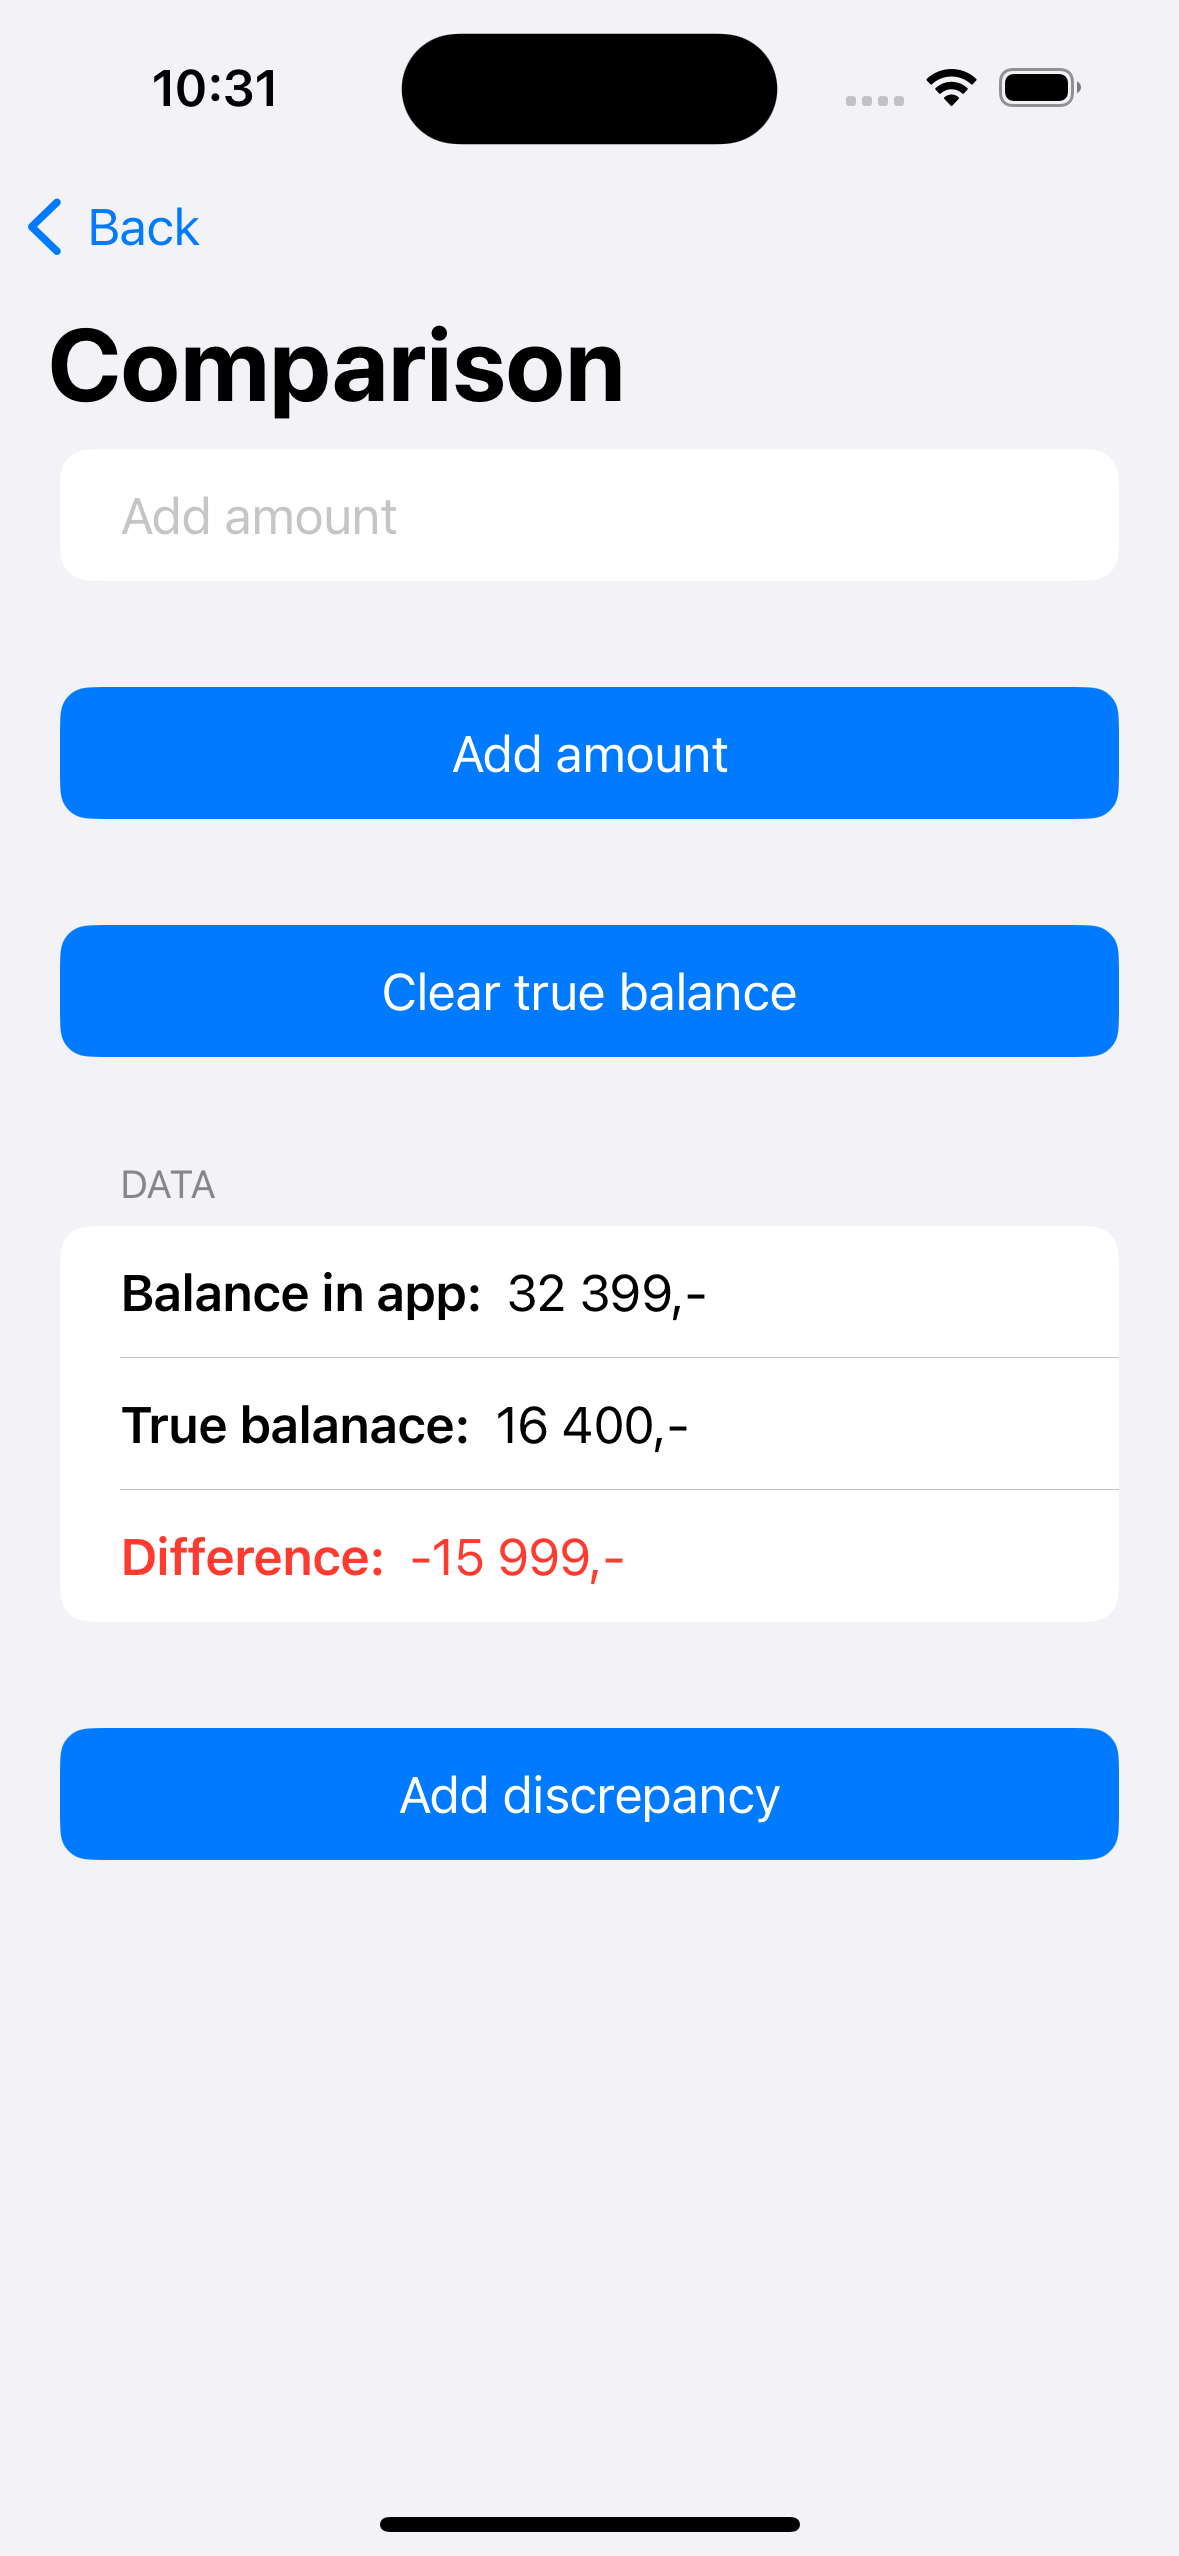 10:31
Back
Comparison
Add amount
Add amount
Clear true balance
DATA
Balance in app: 32 399,-
True balanace: 16 400,-
Difference: -15 999,-
Add discrepancy